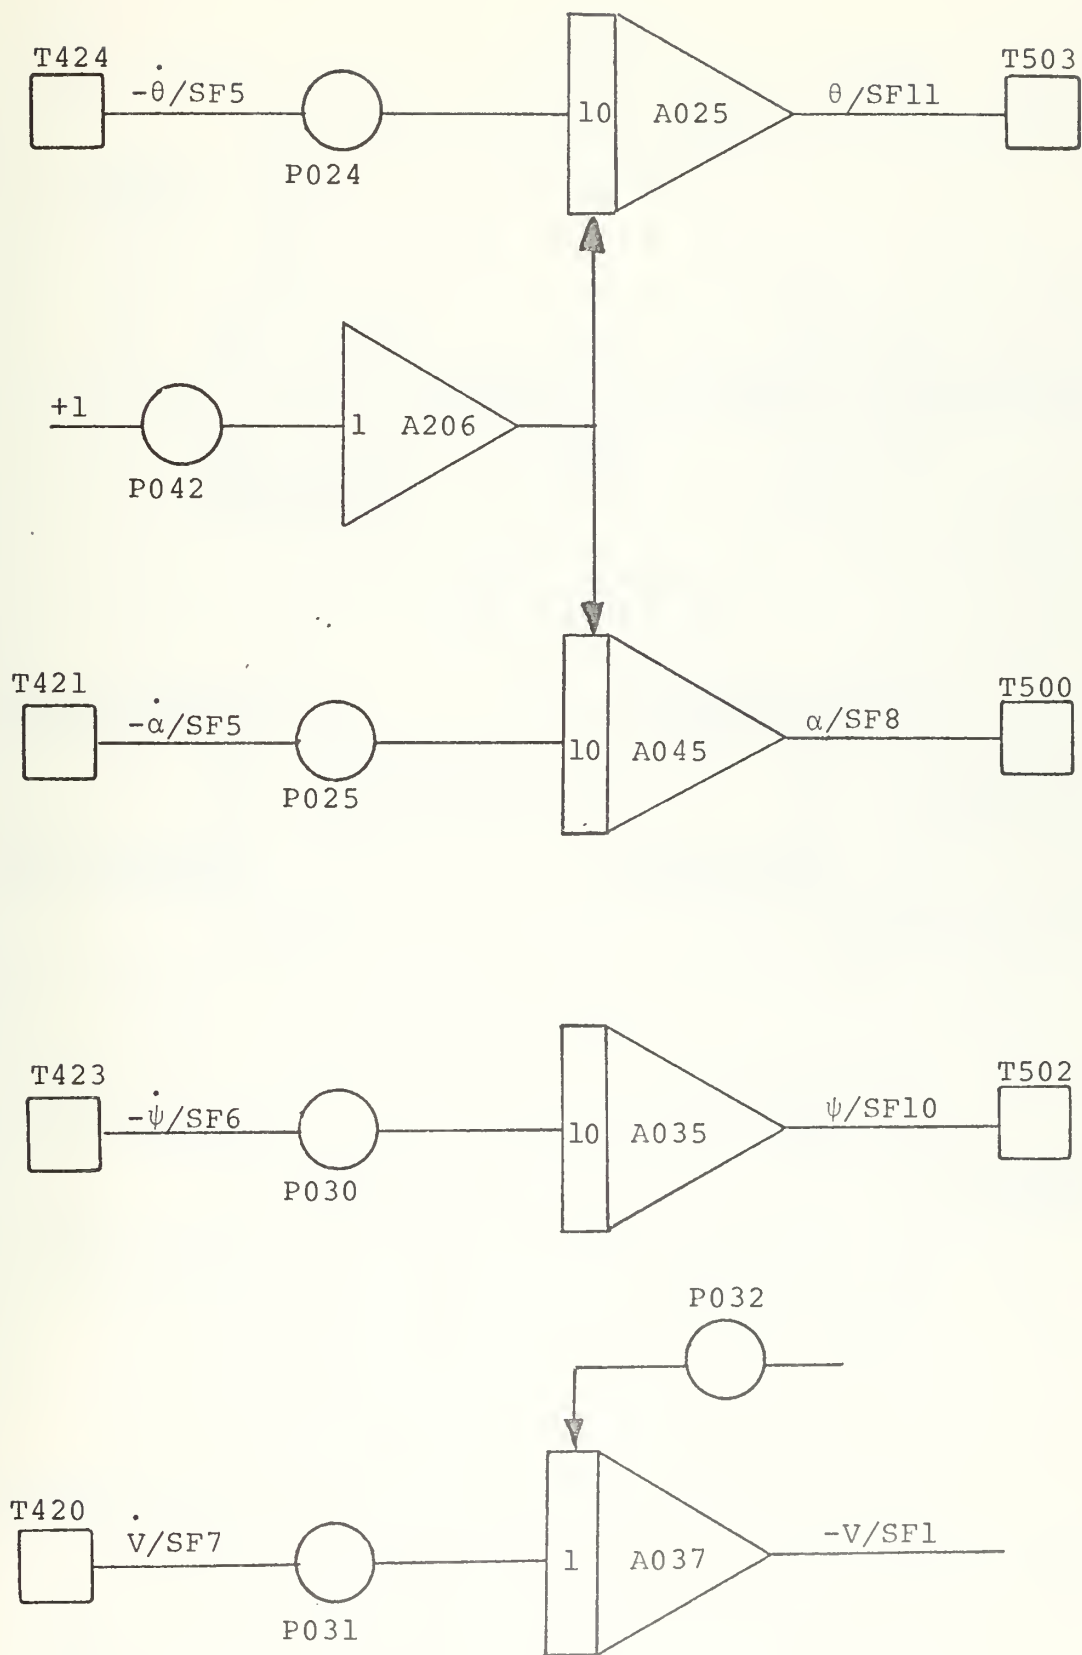 T424
-θ̇/SF5
P024
10
A025
θ/SF11
T503
+1
P042
1
A206
T421
-α̇/SF5
P025
10
A045
α/SF8
T500
T423
-ψ̇/SF6
P030
10
A035
ψ/SF10
T502
P032
T420
V̇/SF7
P031
1
A037
-V/SF1